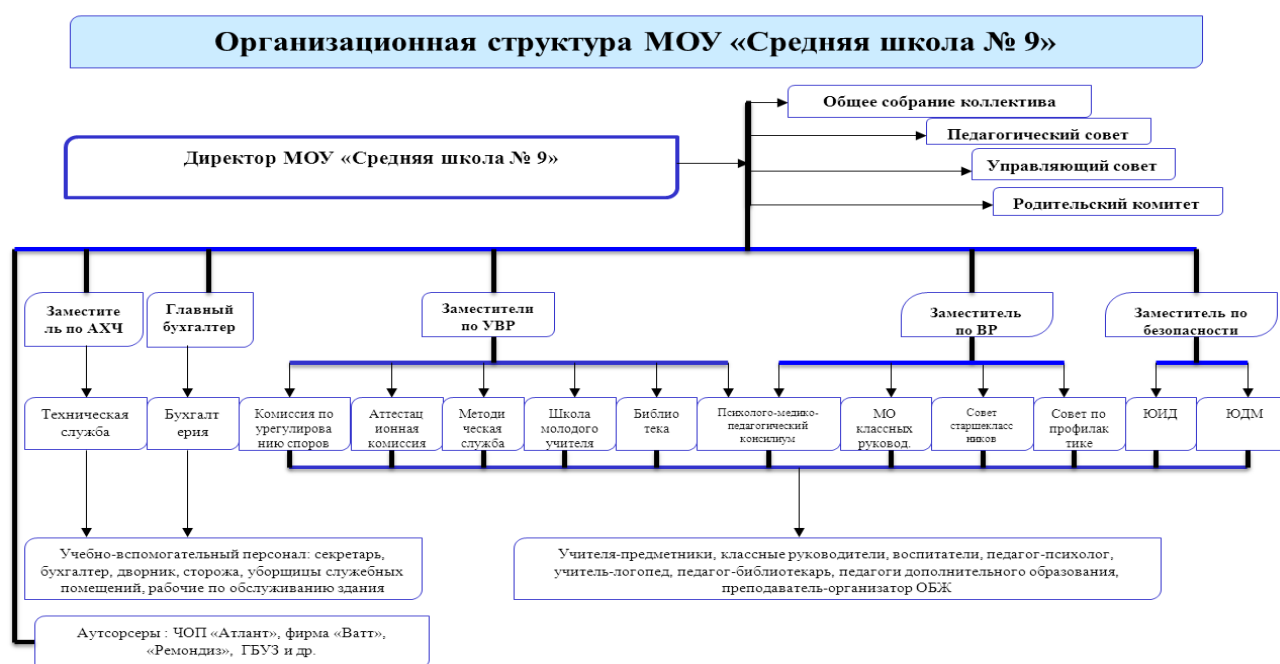 Организационная структура МОУ «Средняя школа № 9»
Общее собрание коллектива
Педагогический совет
Директор МОУ «Средняя школа № 9»
Управляющий совет
Родительский комитет
Заместите
ль по АХЧ
Главный
бухгалтер
Заместители
по УВР
Заместитель
по ВР
Заместитель по
безопасности
Техническая
служба
Бухгалт
ерия
Комиссия по
урегулирова
нию споров
Аттестац
ионная
комиссия
Методи
ческая
служба
Школа
молодого
учителя
Библио
тека
Психолого-медико-
педагогический
консилиум
МО
классных
руковод.
Совет
старшекласс
ников
Совет по
профилак
тике
ЮИД
ЮДМ
Учебно-вспомогательный персонал: секретарь,
бухгалтер, дворник, сторожа, уборщицы служебных
помещений, рабочие по обслуживанию здания
Учителя-предметники, классные руководители, воспитатели, педагог-психолог,
учитель-логопед, педагог-библиотекарь, педагоги дополнительного образования,
преподаватель-организатор ОБЖ
Аутсорсеры : ЧОП «Атлант», фирма «Ватт»,
«Ремондиз», ГБУЗ и др.